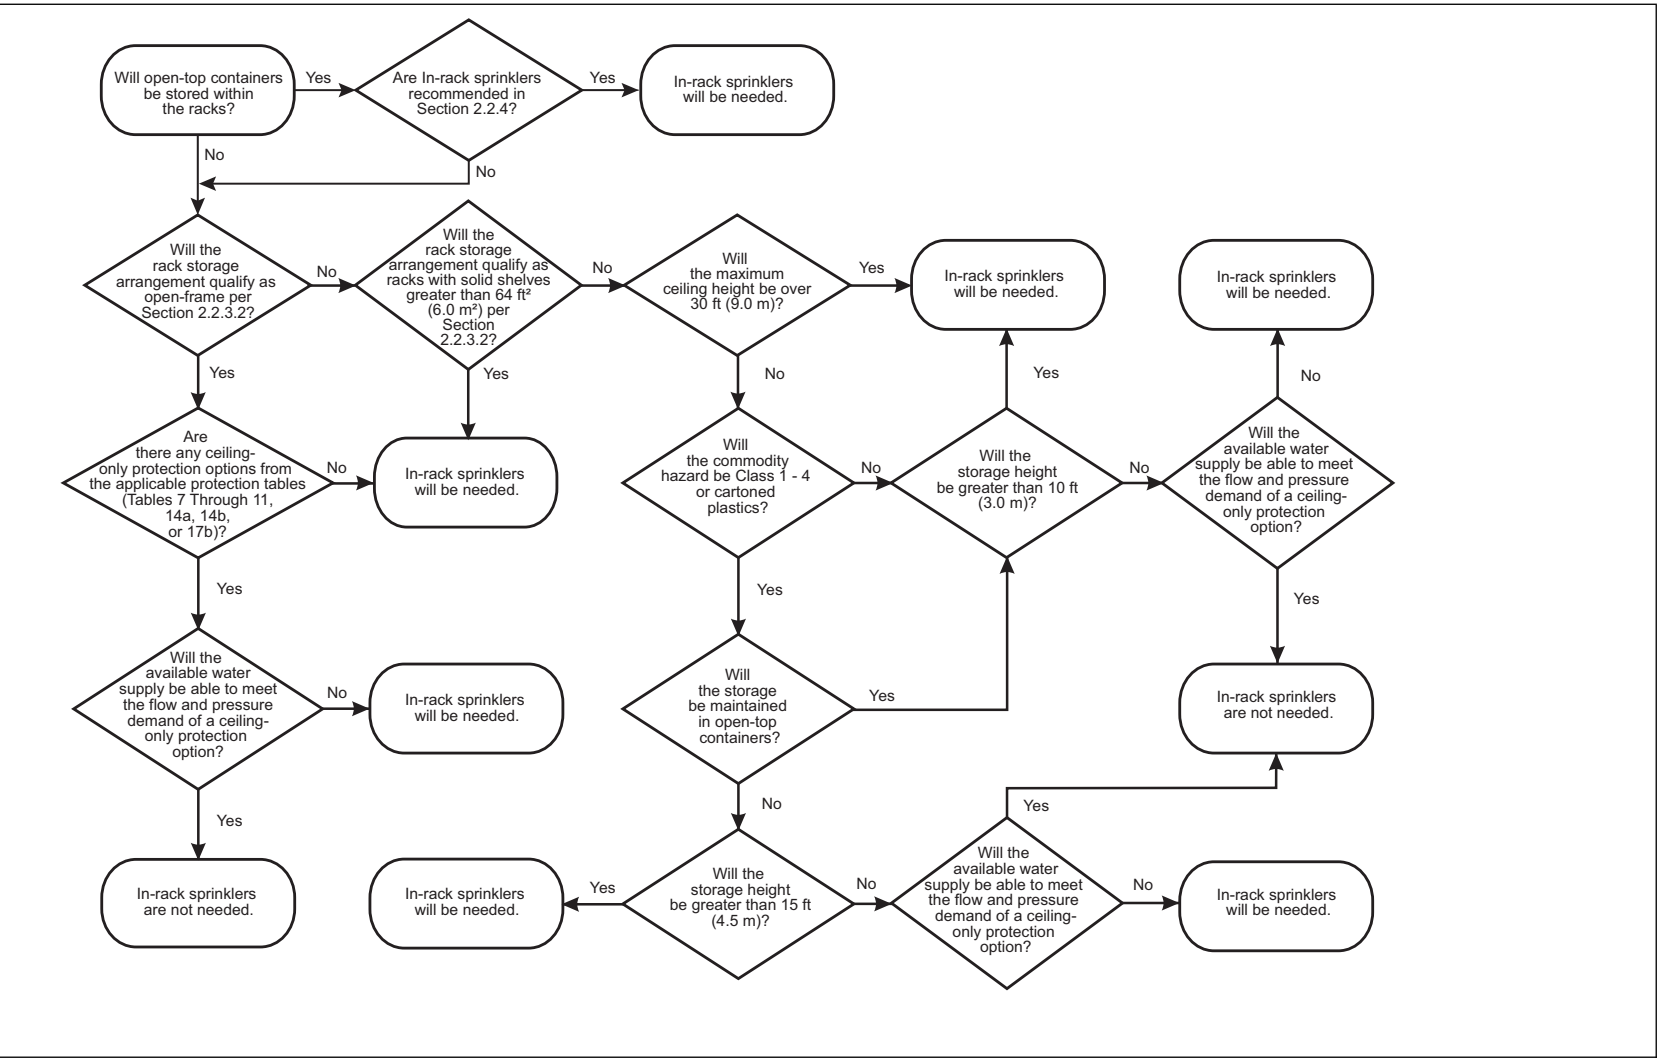 Will open-top containers
be stored within
the racks?
Yes
Are In-rack sprinklers
recommended in
Section 2.2.4?
Yes
In-rack sprinklers
will be needed.
No
No
Will the
rack storage
arrangement qualify as
open-frame per
Section 2.2.3.2?
No
Will the
rack storage
arrangement qualify as
racks with solid shelves
greater than 64 ft²
(6.0 m²) per
Section
2.2.3.2?
No
Will
the maximum
ceiling height be over
30 ft (9.0 m)?
Yes
In-rack sprinklers
will be needed.
In-rack sprinklers
will be needed.
Yes
Yes
No
Yes
No
Are
there any ceiling-
only protection options from
the applicable protection tables
(Tables 7 Through 11,
14a, 14b,
or 17b)?
No
In-rack sprinklers
will be needed.
Will
the commodity
hazard be Class 1 - 4
or cartoned
plastics?
No
Will the
storage height
be greater than 10 ft
(3.0 m)?
No
Will the
available water
supply be able to meet
the flow and pressure
demand of a ceiling-
only protection
option?
Yes
Yes
Yes
Will the
available water
supply be able to meet
the flow and pressure
demand of a ceiling-
only protection
option?
No
In-rack sprinklers
will be needed.
Will
the storage
be maintained
in open-top
containers?
Yes
In-rack sprinklers
are not needed.
Yes
No
Yes
In-rack sprinklers
are not needed.
In-rack sprinklers
will be needed.
Yes
Will the
storage height
be greater than 15 ft
(4.5 m)?
No
Will the
available water
supply be able to meet
the flow and pressure
demand of a ceiling-
only protection
option?
No
In-rack sprinklers
will be needed.